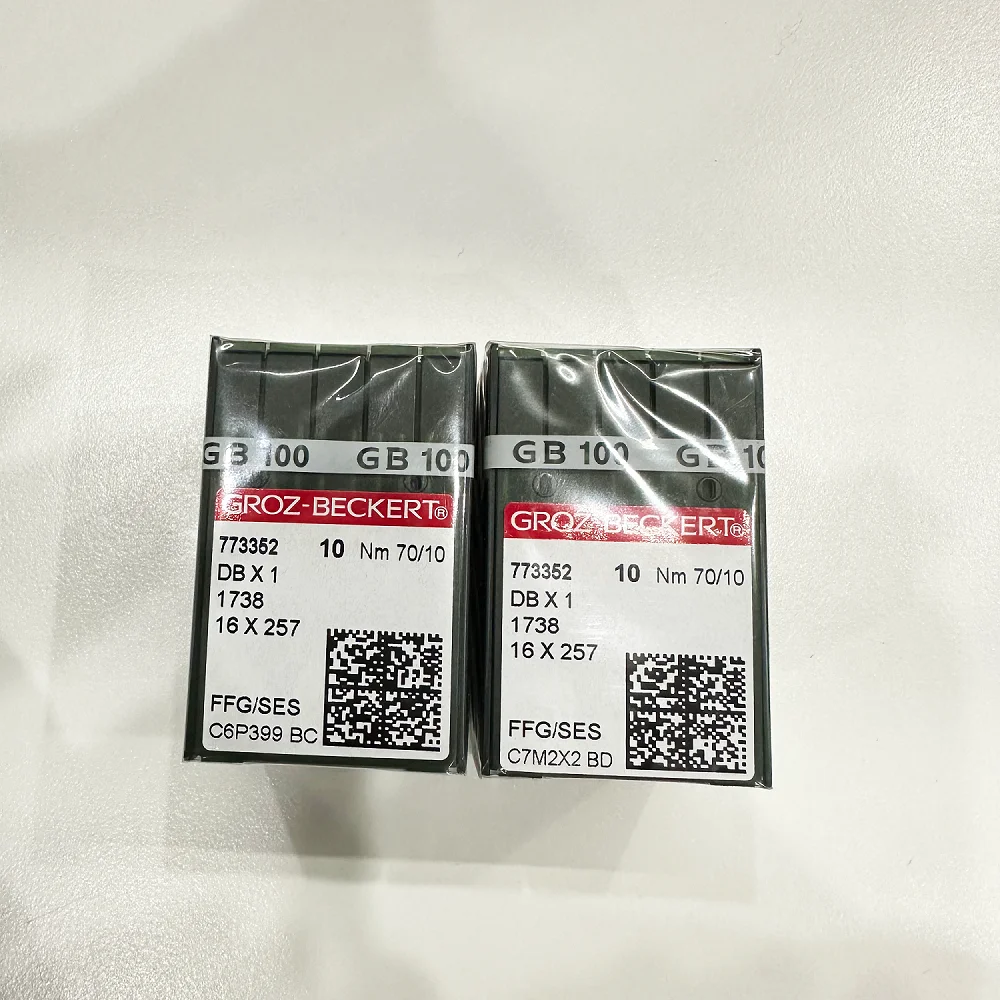 GB 100 GB 100
GROZ-BECKERT®
773352 10 Nm 70/10
DB X 1
1738
16 X 257
FFG/SES
C6P399 BC
GB 100 GB 10
GROZ-BECKERT®
773352 10 Nm 70/10
DB X 1
1738
16 X 257
FFG/SES
C7M2X2 BD